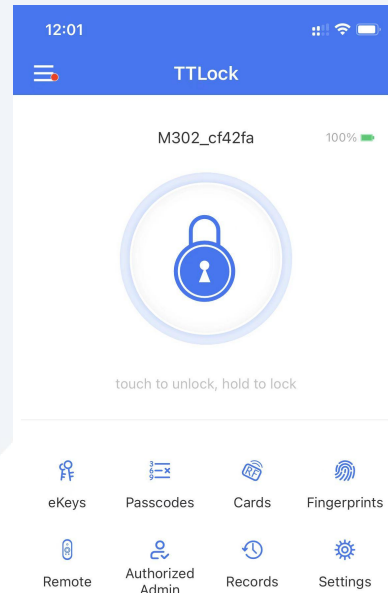 12:01
TTLock
M302_cf42fa
100%
touch to unlock, hold to lock
eKeys Passcodes Cards Fingerprints
Remote Authorized Admin Records Settings